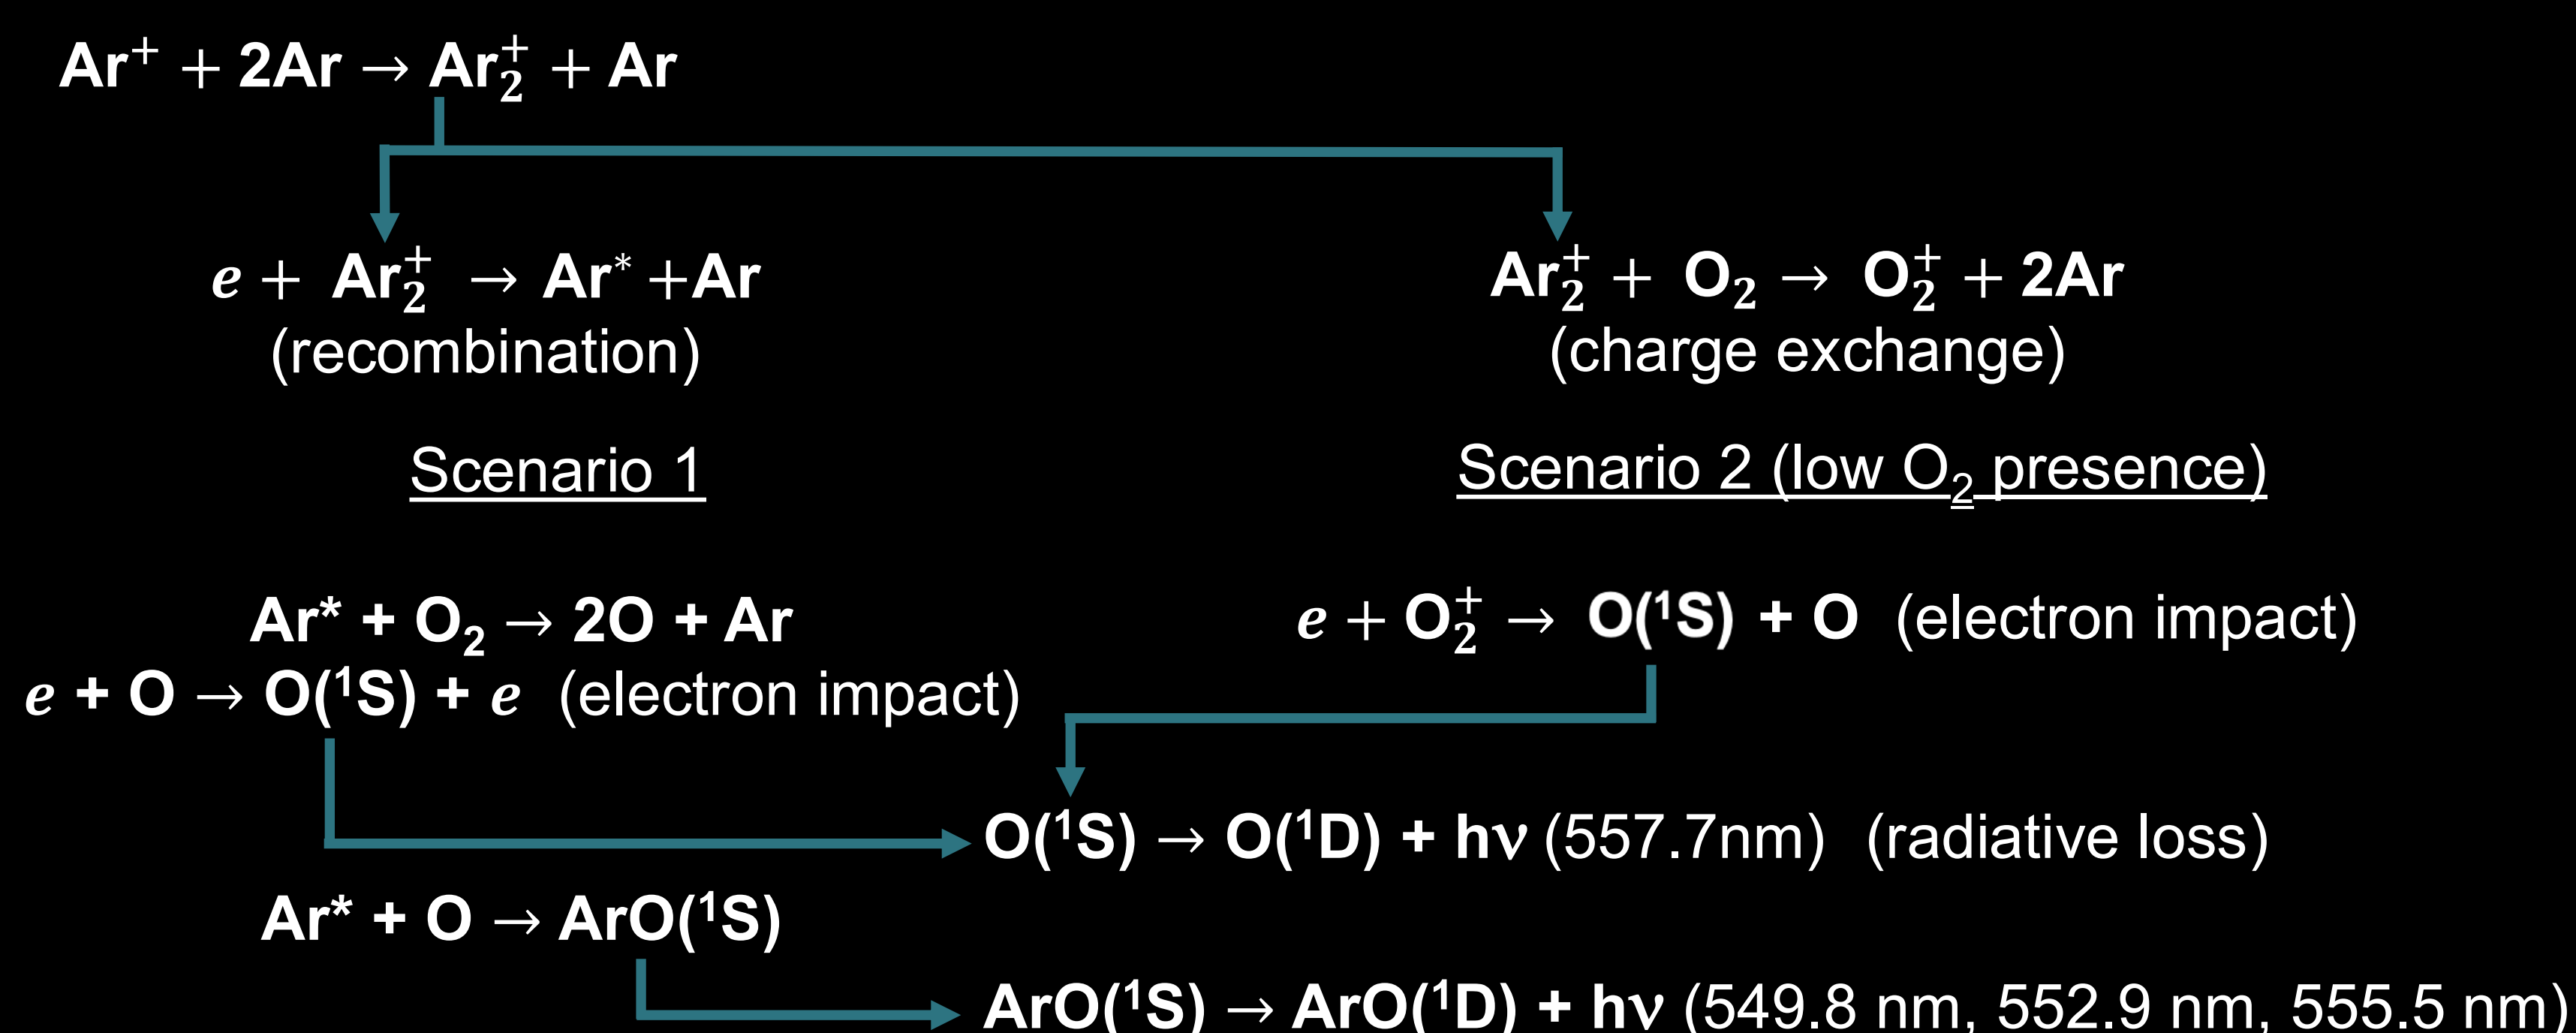 Ar⁺ + 2Ar → Ar₂⁺ + Ar
e + Ar₂⁺ → Ar* + Ar
(recombination)
Ar₂⁺ + O₂ → O₂⁺ + 2Ar
(charge exchange)
Scenario 1
Scenario 2 (low O₂ presence)
Ar* + O₂ → 2O + Ar
e + O → O(¹S) + e (electron impact)
e + O₂⁺ → O(¹S) + O (electron impact)
O(¹S) → O(¹D) + hν (557.7nm) (radiative loss)
Ar* + O → ArO(¹S)
ArO(¹S) → ArO(¹D) + hν (549.8 nm, 552.9 nm, 555.5 nm)